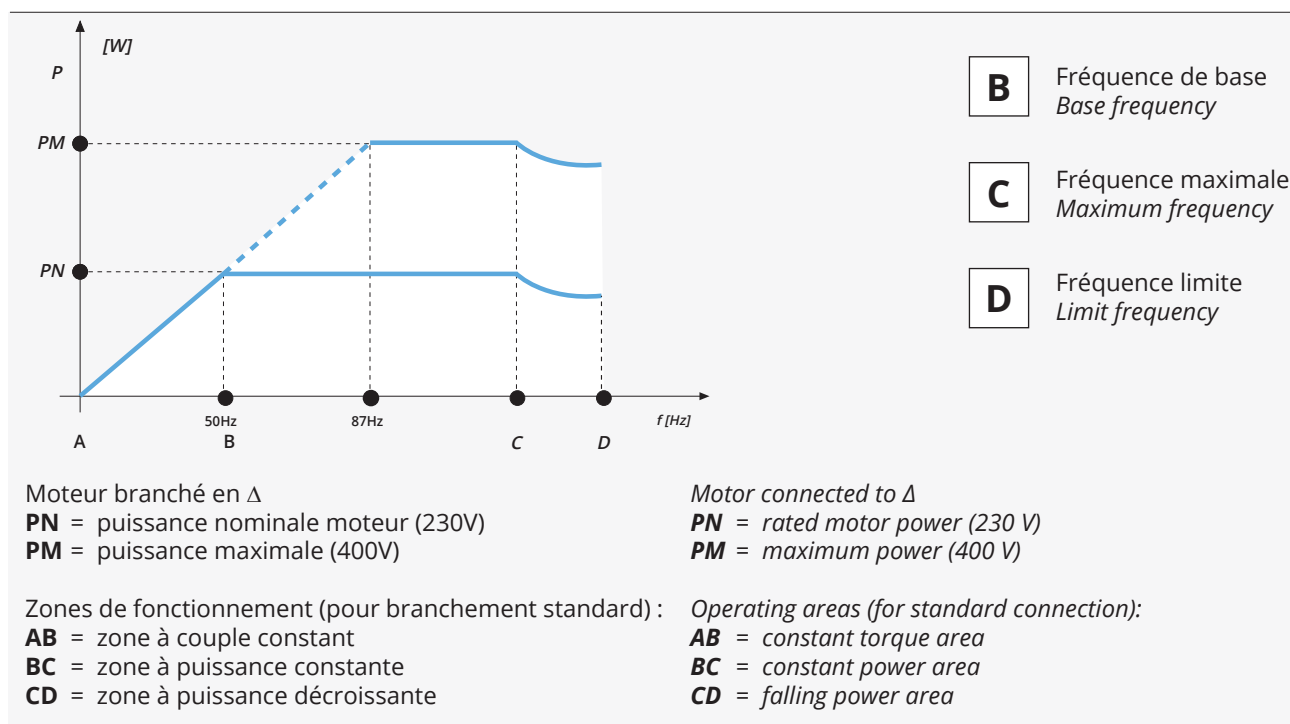 [W]
P
PM
PN
50Hz
87Hz
f [Hz]
A
B
C
D
B
Fréquence de base
Base frequency
C
Fréquence maximale
Maximum frequency
D
Fréquence limite
Limit frequency
Moteur branché en Δ
PN = puissance nominale moteur (230V)
PM = puissance maximale (400V)
Zones de fonctionnement (pour branchement standard) :
AB = zone à couple constant
BC = zone à puissance constante
CD = zone à puissance décroissante
Motor connected to Δ
PN = rated motor power (230 V)
PM = maximum power (400 V)
Operating areas (for standard connection):
AB = constant torque area
BC = constant power area
CD = falling power area